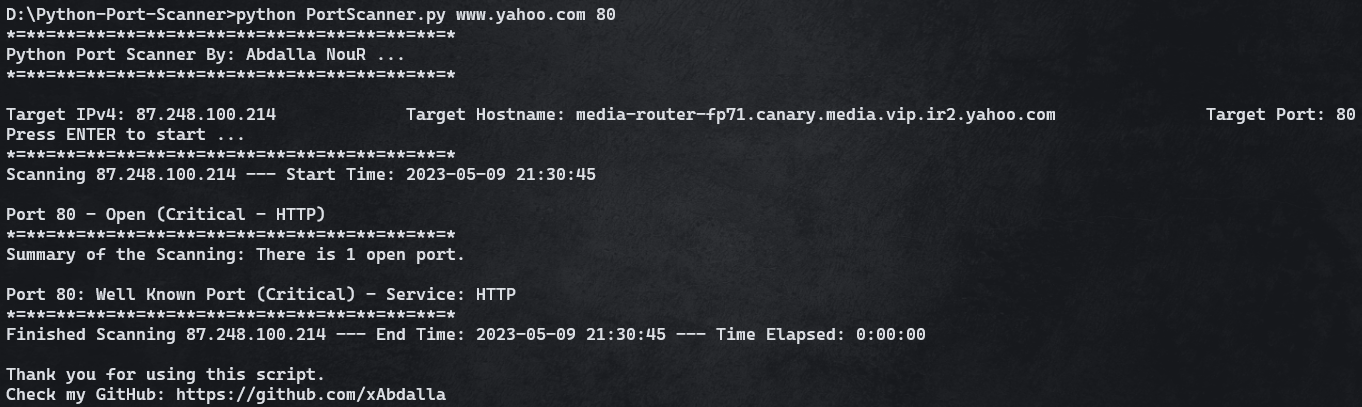 D:\Python-Port-Scanner>python PortScanner.py www.yahoo.com 80
*=**=**=**=**=**=**=**=**=**=**=**=**=**=**=*
Python Port Scanner By: Abdalla NouR ...
*=**=**=**=**=**=**=**=**=**=**=**=**=**=**=*
Target IPv4: 87.248.100.214             Target Hostname: media-router-fp71.canary.media.vip.ir2.yahoo.com               Target Port: 80
Press ENTER to start ...
*=**=**=**=**=**=**=**=**=**=**=**=**=**=**=*
Scanning 87.248.100.214 --- Start Time: 2023-05-09 21:30:45
Port 80 - Open (Critical - HTTP)
*=**=**=**=**=**=**=**=**=**=**=**=**=**=**=*
Summary of the Scanning: There is 1 open port.
Port 80: Well Known Port (Critical) - Service: HTTP
*=**=**=**=**=**=**=**=**=**=**=**=**=**=**=*
Finished Scanning 87.248.100.214 --- End Time: 2023-05-09 21:30:45 --- Time Elapsed: 0:00:00
Thank you for using this script.
Check my GitHub: https://github.com/xAbdalla